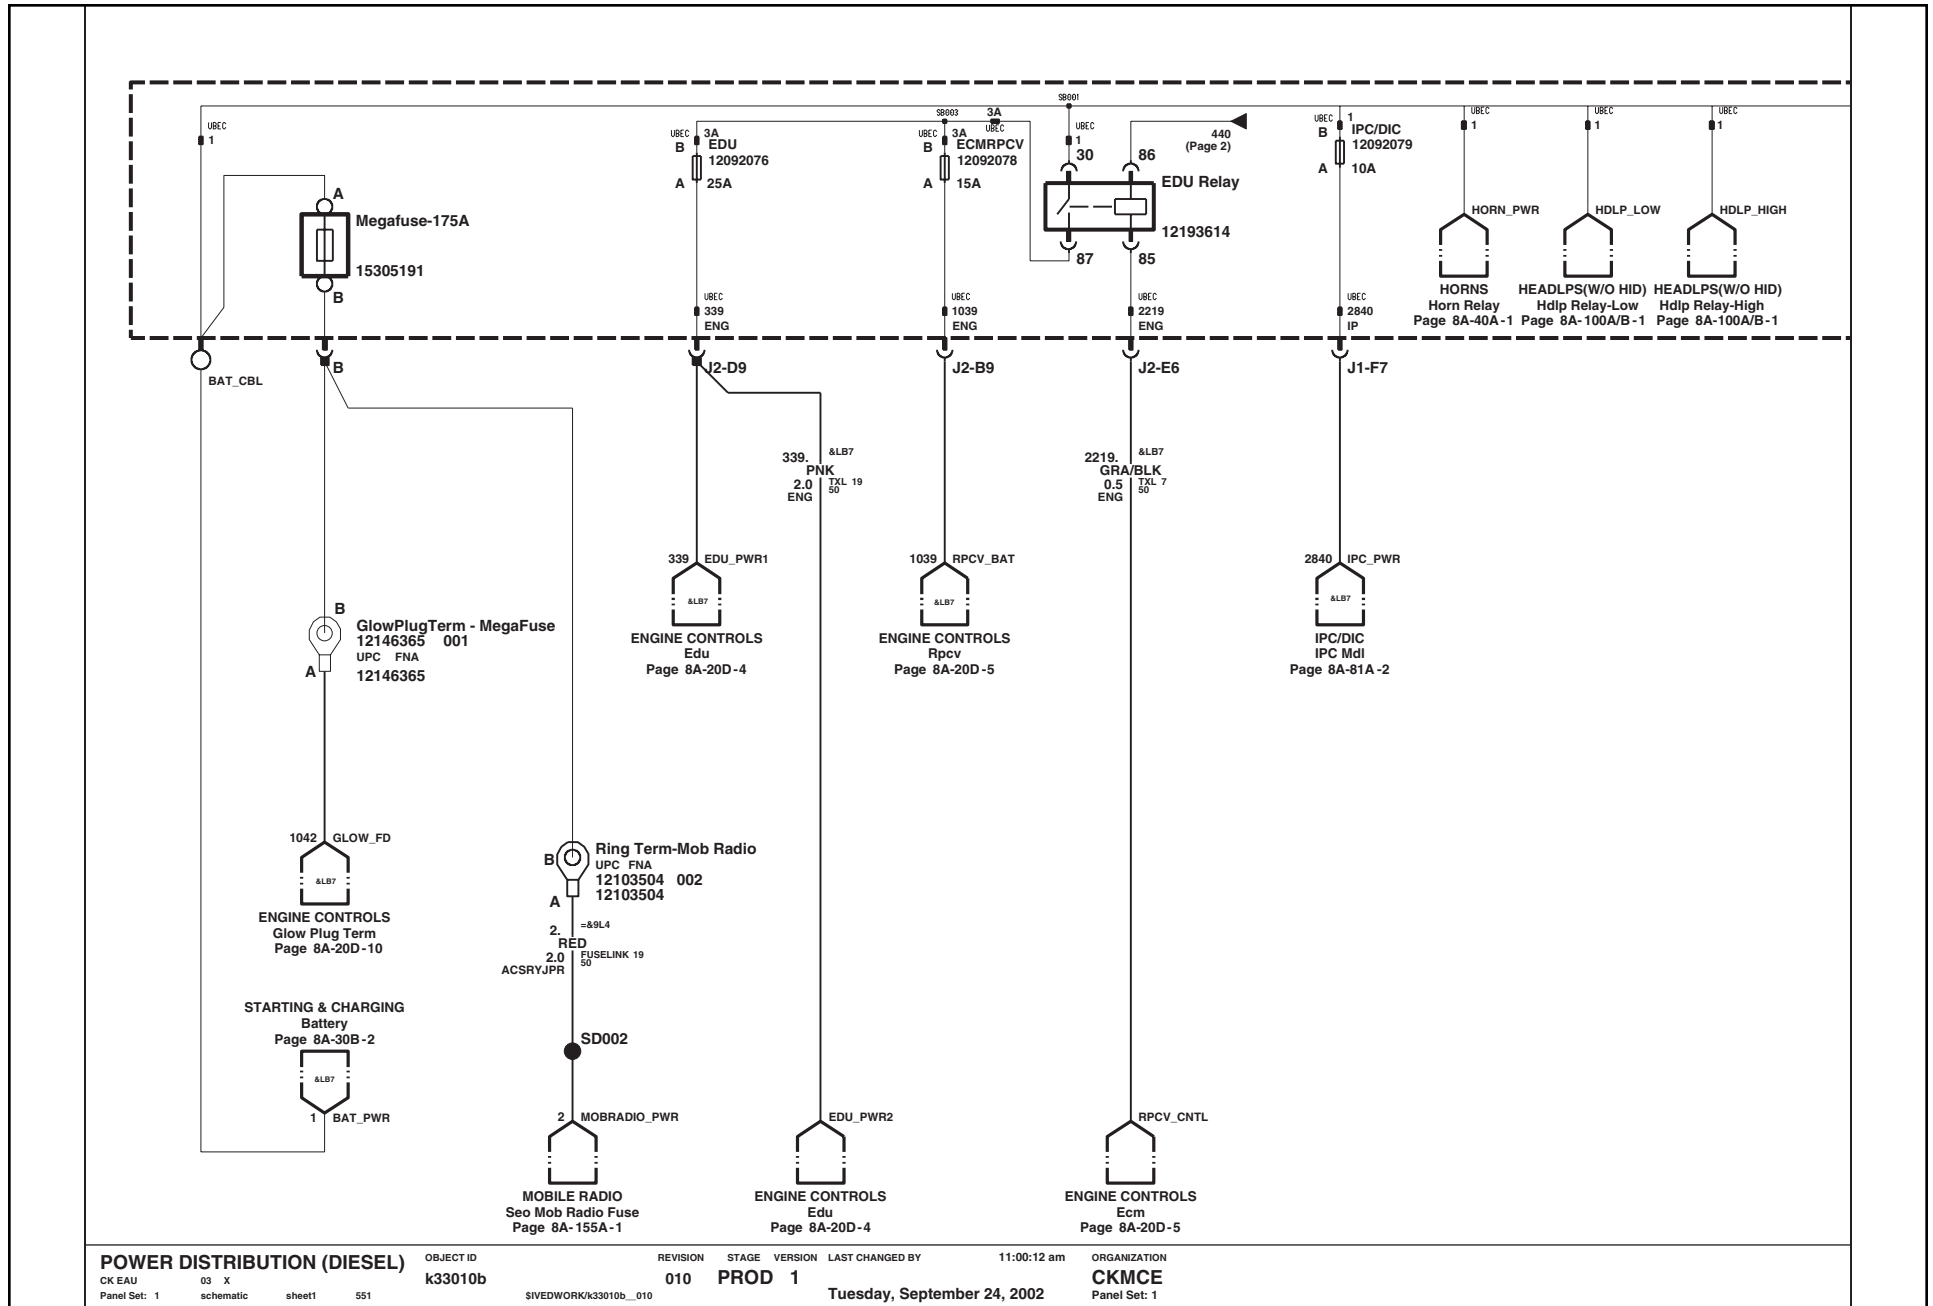 SB001
UBEC
1
SB003
3A
UBEC
UBEC 3A
B EDU
12092076
A 25A
UBEC 3A
B ECMRPCV
12092078
A 15A
UBEC
1
30
86
440
(Page 2)
EDU Relay
12193614
87
85
UBEC 1
B IPC/DIC
12092079
A 10A
UBEC
1
UBEC
1
UBEC
1
HORN_PWR
HDLP_LOW
HDLP_HIGH
HORNS
Horn Relay
Page 8A-40A-1
HEADLPS(W/O HID)
Hdlp Relay-Low
Page 8A-100A/B-1
HEADLPS(W/O HID)
Hdlp Relay-High
Page 8A-100A/B-1
A
Megafuse-175A
15305191
B
UBEC
339
ENG
UBEC
1039
ENG
UBEC
2219
ENG
UBEC
2840
IP
BAT_CBL
B
J2-D9
J2-B9
J2-E6
J1-F7
339. &LB7
PNK
2.0 TXL 19
ENG 50
2219. &LB7
GRA/BLK
0.5 TXL 7
ENG 50
339 EDU_PWR1
&LB7
ENGINE CONTROLS
Edu
Page 8A-20D-4
1039 RPCV_BAT
&LB7
ENGINE CONTROLS
Rpcv
Page 8A-20D-5
2840 IPC_PWR
&LB7
IPC/DIC
IPC Mdl
Page 8A-81A-2
B
GlowPlugTerm - MegaFuse
12146365 001
UPC FNA
A 12146365
1042 GLOW_FD
&LB7
ENGINE CONTROLS
Glow Plug Term
Page 8A-20D-10
B Ring Term-Mob Radio
UPC FNA
12103504 002
12103504
A
2. =&9L4
RED
2.0 FUSELINK 19
ACSRYJPR 50
STARTING & CHARGING
Battery
Page 8A-30B-2
&LB7
1 BAT_PWR
SD002
2 MOBRADIO_PWR
MOBILE RADIO
Seo Mob Radio Fuse
Page 8A-155A-1
EDU_PWR2
ENGINE CONTROLS
Edu
Page 8A-20D-4
RPCV_CNTL
ENGINE CONTROLS
Ecm
Page 8A-20D-5
POWER DISTRIBUTION (DIESEL)
CK EAU 03 X
Panel Set: 1 schematic sheet1 551
OBJECT ID
k33010b
$IVEDWORK/k33010b__010
REVISION STAGE VERSION LAST CHANGED BY 11:00:12 am
010 PROD 1
Tuesday, September 24, 2002
ORGANIZATION
CKMCE
Panel Set: 1